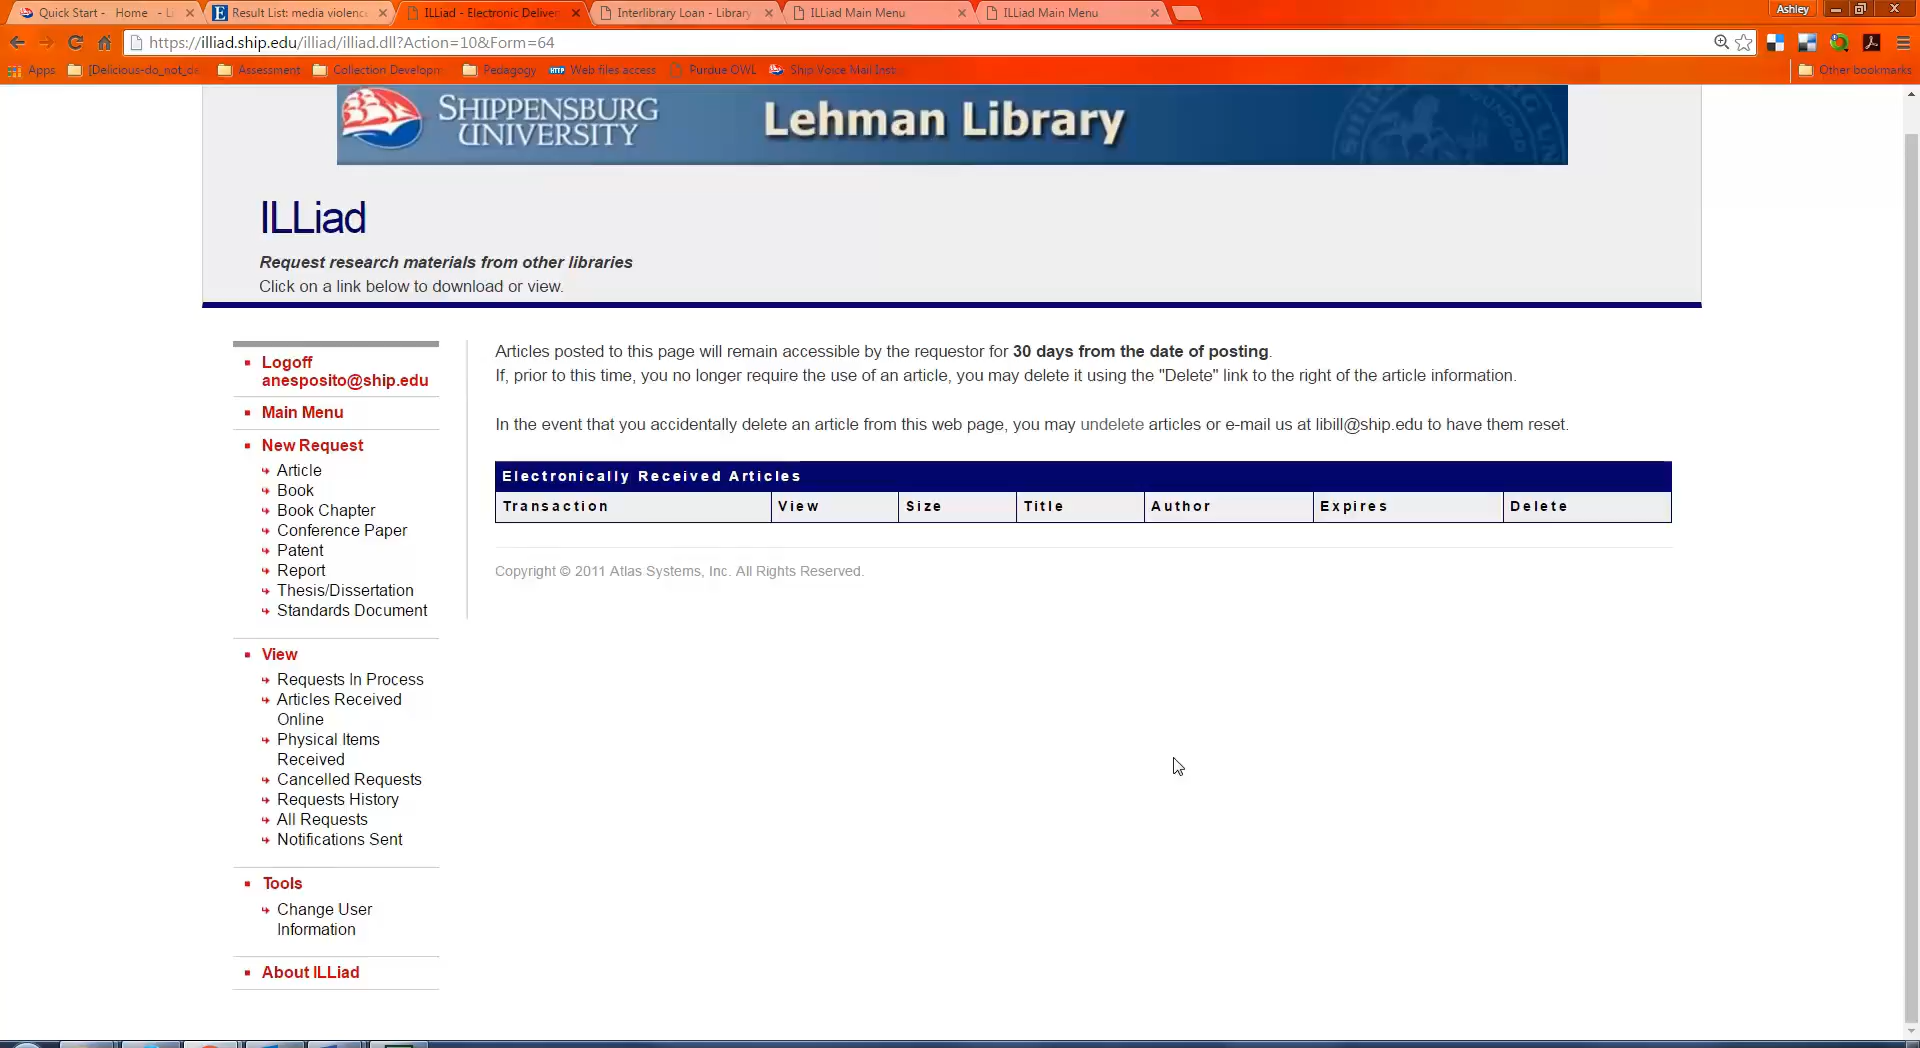 Quick Start - Home - L
Result List: media violenc
ILLiad - Electronic Deliver
Interlibrary Loan - Library
ILLiad Main Menu
ILLiad Main Menu
Ashley
https://illiad.ship.edu/illiad/illiad.dll?Action=10&Form=64
Apps
[Delicious-do_not_d
Assessment
Collection Developm
Pedagogy
Web files access
Purdue OWL
Ship Voice Mail Inst
Other bookmarks
SHIPPENSBURG
UNIVERSITY
Lehman Library
ILLiad
Request research materials from other libraries
Click on a link below to download or view.
Logoff
anesposito@ship.edu
Main Menu
New Request
Article
Book
Book Chapter
Conference Paper
Patent
Report
Thesis/Dissertation
Standards Document
View
Requests In Process
Articles Received
Online
Physical Items
Received
Cancelled Requests
Requests History
All Requests
Notifications Sent
Tools
Change User
Information
About ILLiad
Articles posted to this page will remain accessible by the requestor for 30 days from the date of posting.
If, prior to this time, you no longer require the use of an article, you may delete it using the "Delete" link to the right of the article information.
In the event that you accidentally delete an article from this web page, you may undelete articles or e-mail us at libill@ship.edu to have them reset.
Electronically Received Articles
Transaction View Size Title Author Expires Delete
Copyright © 2011 Atlas Systems, Inc. All Rights Reserved.